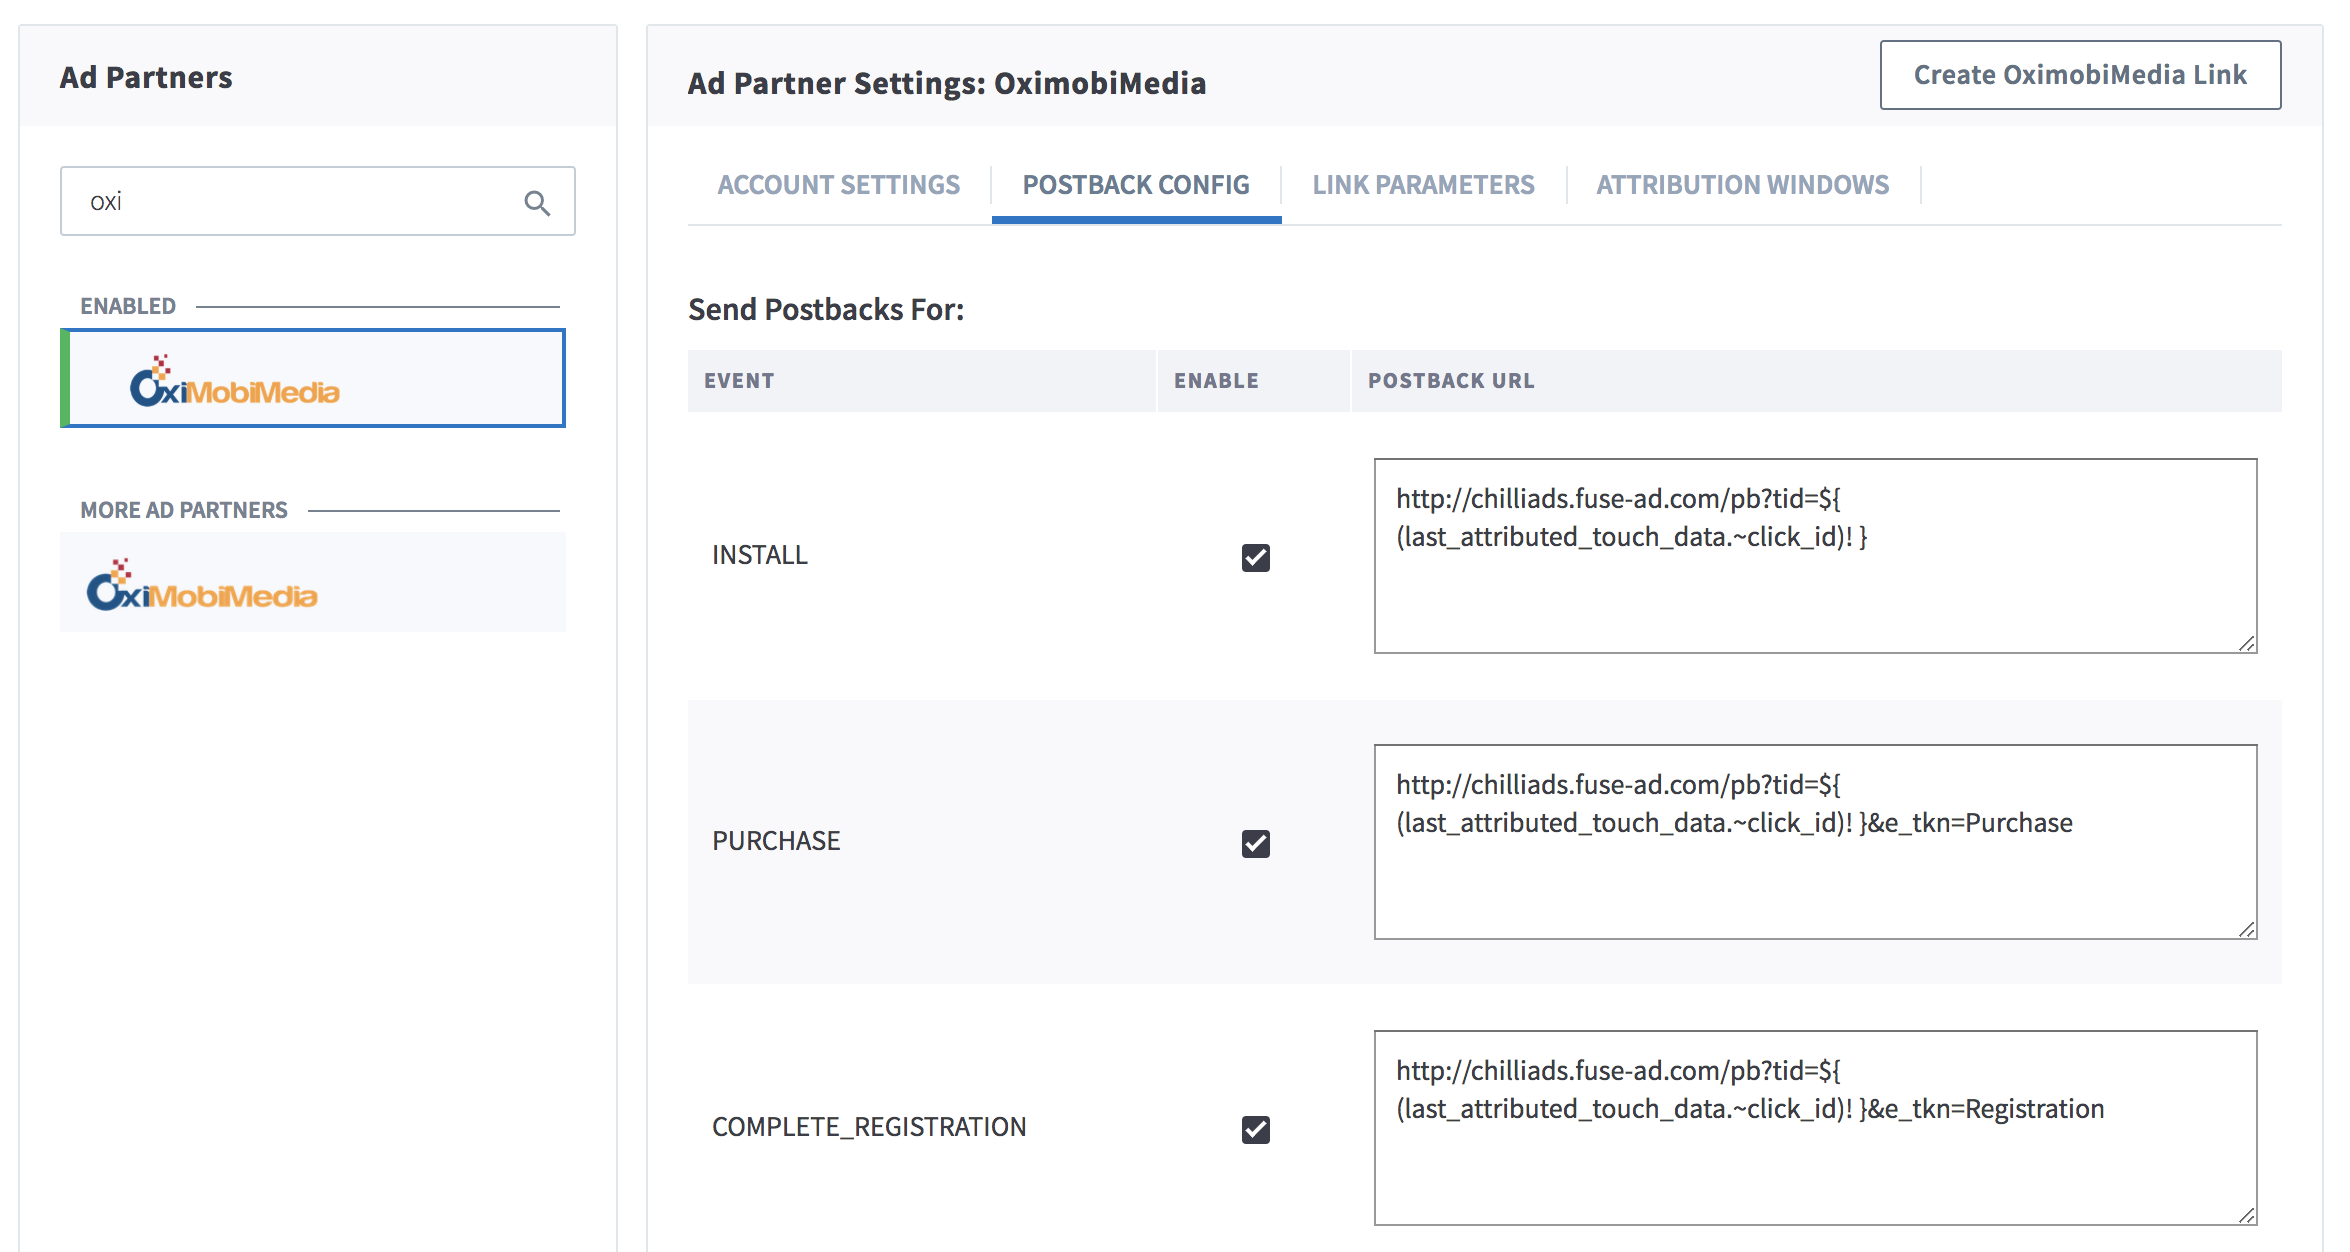 Ad Partners
oxi
ENABLED
OxiMobiMedia
MORE AD PARTNERS
OxiMobiMedia
Ad Partner Settings: OximobiMedia
Create OximobiMedia Link
ACCOUNT SETTINGS
POSTBACK CONFIG
LINK PARAMETERS
ATTRIBUTION WINDOWS
Send Postbacks For:
EVENT
ENABLE
POSTBACK URL
INSTALL
http://chilliads.fuse-ad.com/pb?tid=${
(last_attributed_touch_data.~click_id)! }
PURCHASE
http://chilliads.fuse-ad.com/pb?tid=${
(last_attributed_touch_data.~click_id)! }&e_tkn=Purchase
COMPLETE_REGISTRATION
http://chilliads.fuse-ad.com/pb?tid=${
(last_attributed_touch_data.~click_id)! }&e_tkn=Registration